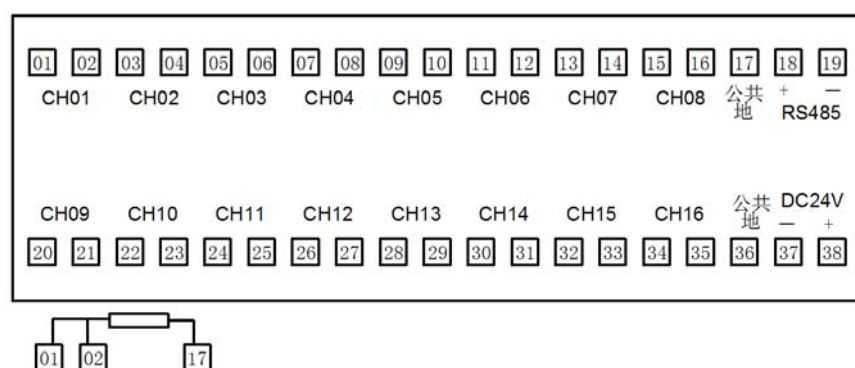 01 02 03 04 05 06 07 08 09 10 11 12 13 14 15 16 17 18 19
CH01 CH02 CH03 CH04 CH05 CH06 CH07 CH08 公共地 + — RS485
CH09 CH10 CH11 CH12 CH13 CH14 CH15 CH16 公共地 DC24V — +
20 21 22 23 24 25 26 27 28 29 30 31 32 33 34 35 36 37 38
01 02 17